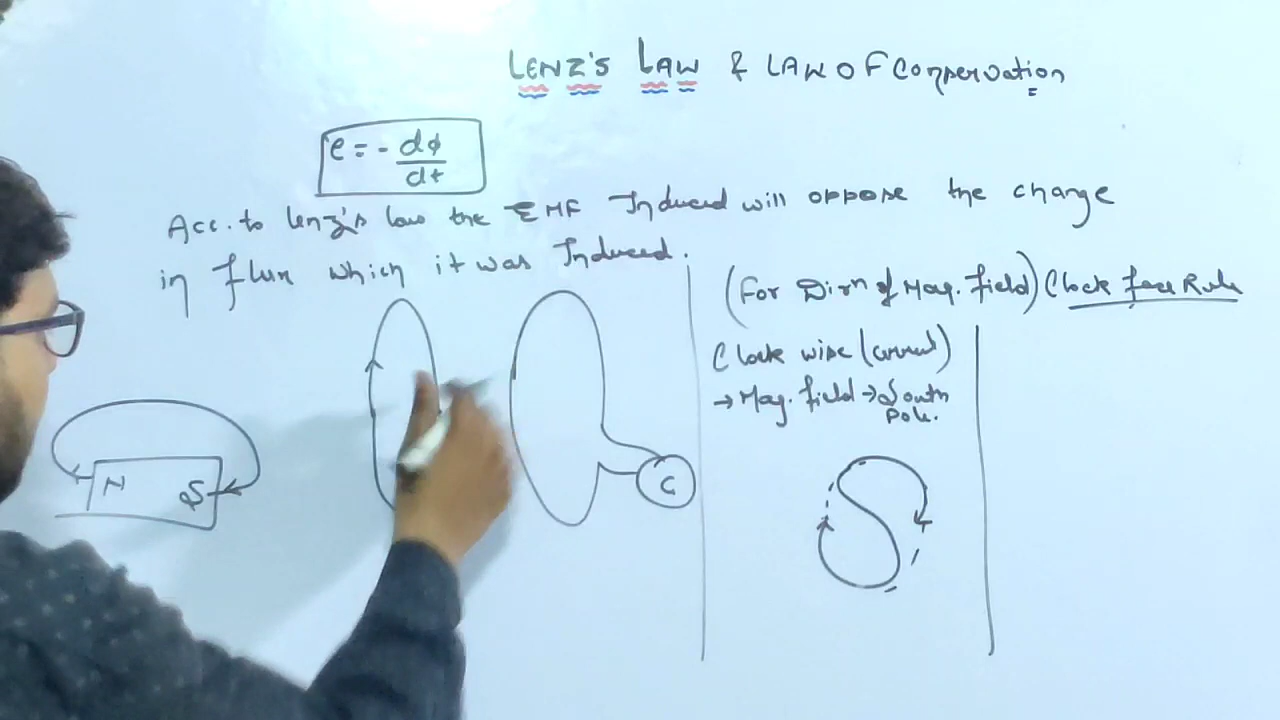 LENZ'S LAW & LAW OF Conservation
e = - dφ/dt
Acc. to Lenz's law the EMF Induced will oppose the change
in flux which it was Induced.
(For Dirn of Mag. field) Clock face Rule
Clock wise (current)
→ Mag. field → South
Pole.
N S
G
S